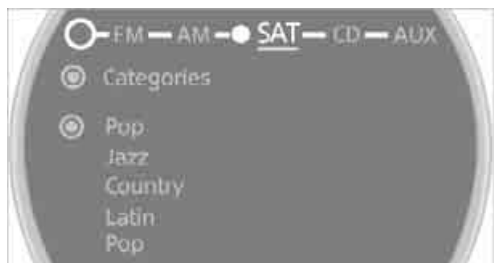 FM AM SAT CD AUX
Categories
Pop
Jazz
Country
Latin
Pop